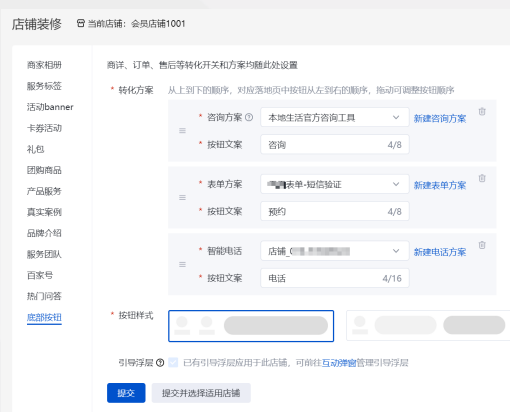 店铺装修 当前店铺：会员店铺1001
商家相册
服务标签
活动banner
卡券活动
礼包
团购商品
产品服务
真实案例
品牌介绍
服务团队
百家号
热门问答
底部按钮
商详、订单、售后等转化开关和方案均随此处设置
* 转化方案 从上到下的顺序，对应落地页中按钮从左到右的顺序，拖动可调整按钮顺序
* 咨询方案 ? 本地生活官方咨询工具 新建咨询方案
* 按钮文案 咨询 4/8
* 表单方案 表单-短信验证 新建表单方案
* 按钮文案 预约 4/8
* 智能电话 店铺_ 新建电话方案
* 按钮文案 电话 4/16
* 按钮样式
引导浮层 ? 已有引导浮层应用于此店铺，可前往互动弹窗管理引导浮层
提交 提交并选择适用店铺